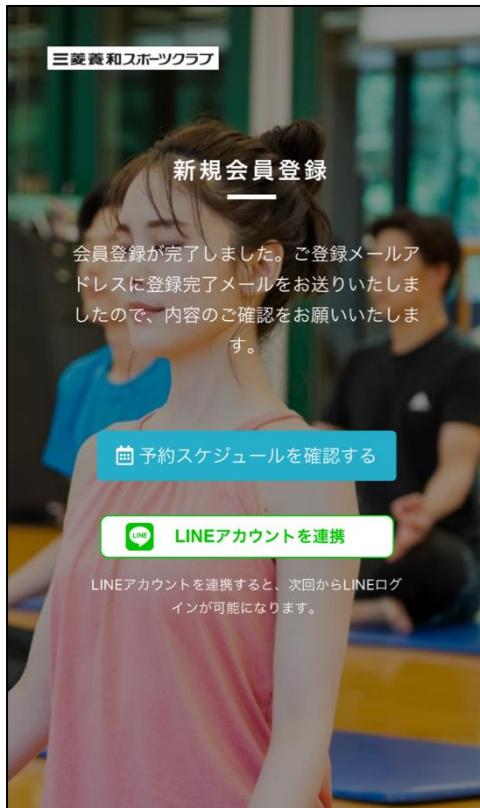 三菱養和スポーツクラブ
新規会員登録
会員登録が完了しました。ご登録メールア
ドレスに登録完了メールをお送りいたしま
したので、内容のご確認をお願いいたしま
す。
予約スケジュールを確認する
LINE
LINEアカウントを連携
LINEアカウントを連携すると、次回からLINEログ
インが可能になります。